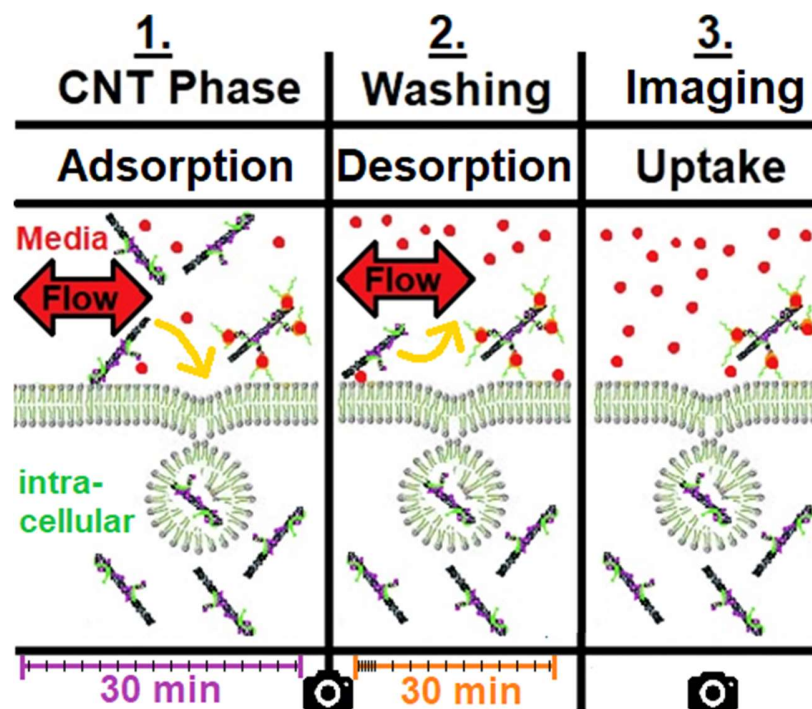 1.
CNT Phase
2.
Washing
3.
Imaging
Adsorption
Desorption
Uptake
Media
Flow
Flow
intra-
cellular
30 min
30 min